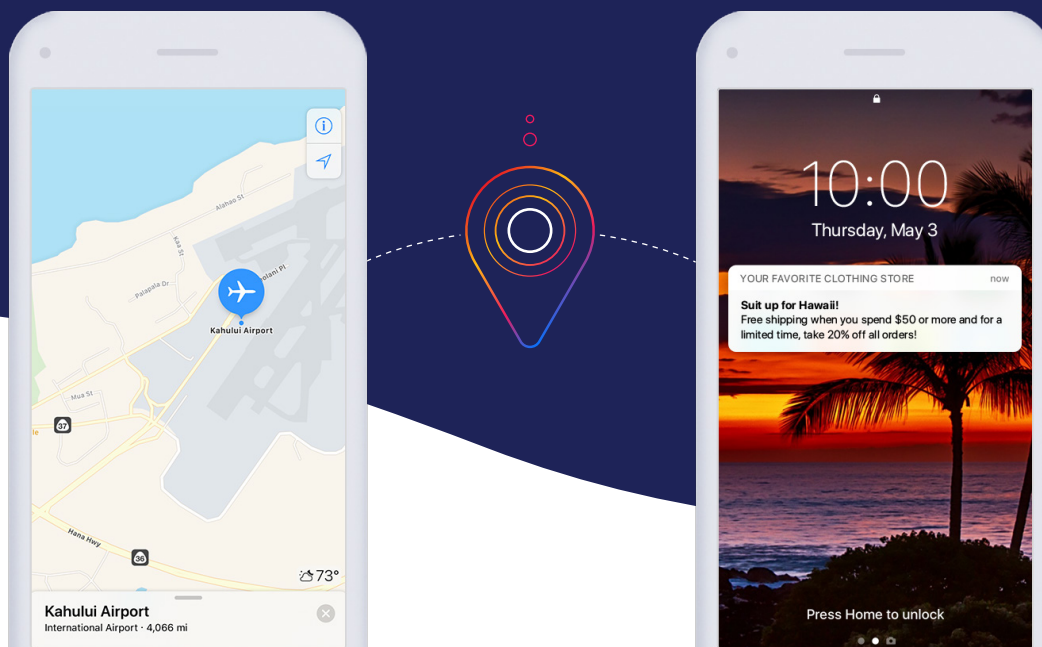 Alahao St
Kaa St
Palapala Dr
olani Pl
Kahului Airport
Mua St
37
le
Hana Hwy
36
73°
Kahului Airport
International Airport · 4,066 mi
10:00
Thursday, May 3
YOUR FAVORITE CLOTHING STORE now
Suit up for Hawaii!
Free shipping when you spend $50 or more and for a
limited time, take 20% off all orders!
Press Home to unlock